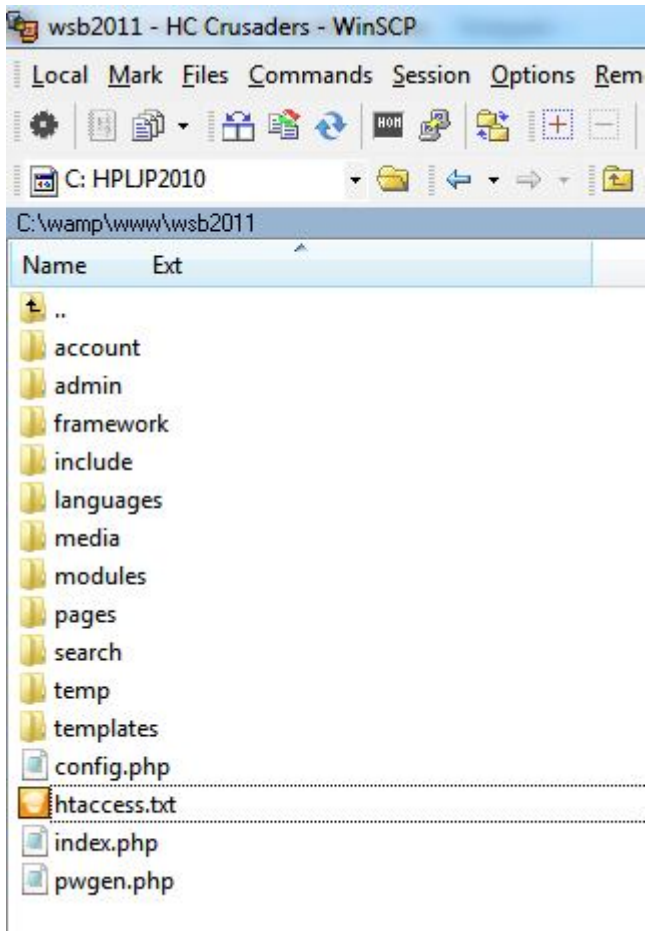 wsb2011 - HC Crusaders - WinSCP
Local Mark Files Commands Session Options Rem
HOM
C: HPLJP2010
C:\wamp\www\wsb2011
Name Ext
..
account
admin
framework
include
languages
media
modules
pages
search
temp
templates
config.php
htaccess.txt
index.php
pwgen.php